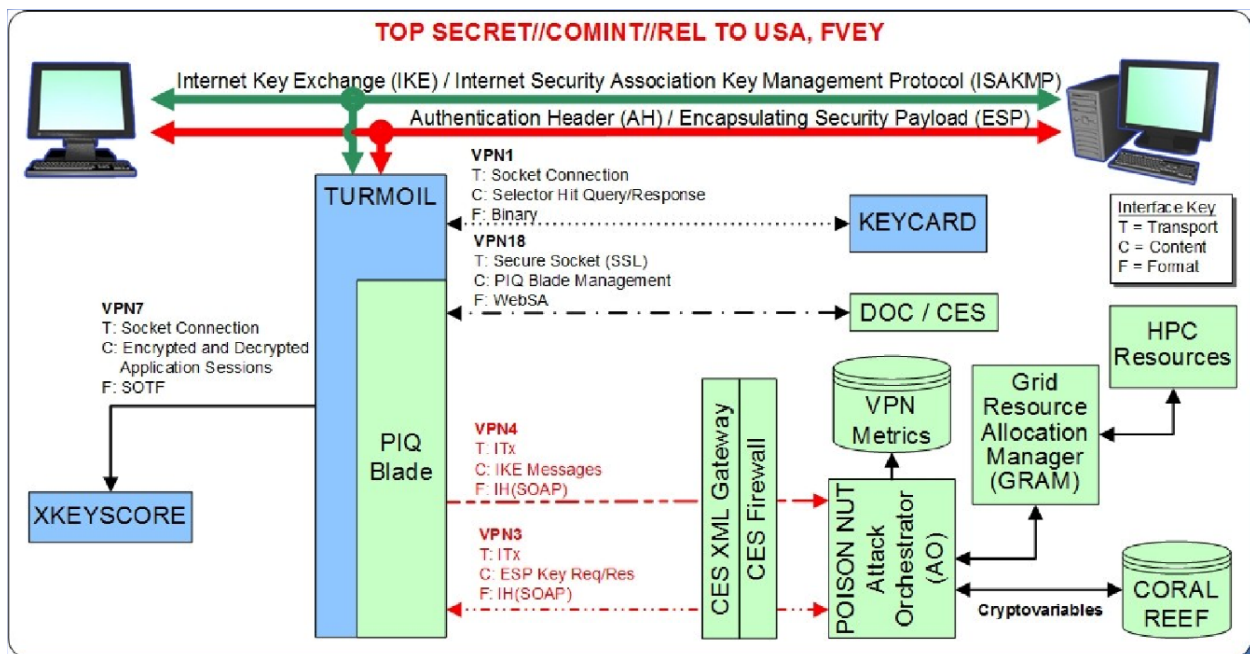 TOP SECRET//COMINT//REL TO USA, FVEY
Internet Key Exchange (IKE) / Internet Security Association Key Management Protocol (ISAKMP)
Authentication Header (AH) / Encapsulating Security Payload (ESP)
TURMOIL
VPN1
T: Socket Connection
C: Selector Hit Query/Response
F: Binary
KEYCARD
Interface Key
T = Transport
C = Content
F = Format
VPN18
T: Secure Socket (SSL)
C: PIQ Blade Management
F: WebSA
DOC / CES
VPN7
T: Socket Connection
C: Encrypted and Decrypted
Application Sessions
F: SOTF
XKEYSCORE
PIQ
Blade
VPN4
T: ITx
C: IKE Messages
F: IH(SOAP)
VPN3
T: ITx
C: ESP Key Req/Res
F: IH(SOAP)
CES XML Gateway
CES Firewall
VPN
Metrics
POISON NUT
Attack
Orchestrator
(AO)
Grid
Resource
Allocation
Manager
(GRAM)
HPC
Resources
Cryptovariables
CORAL
REEF